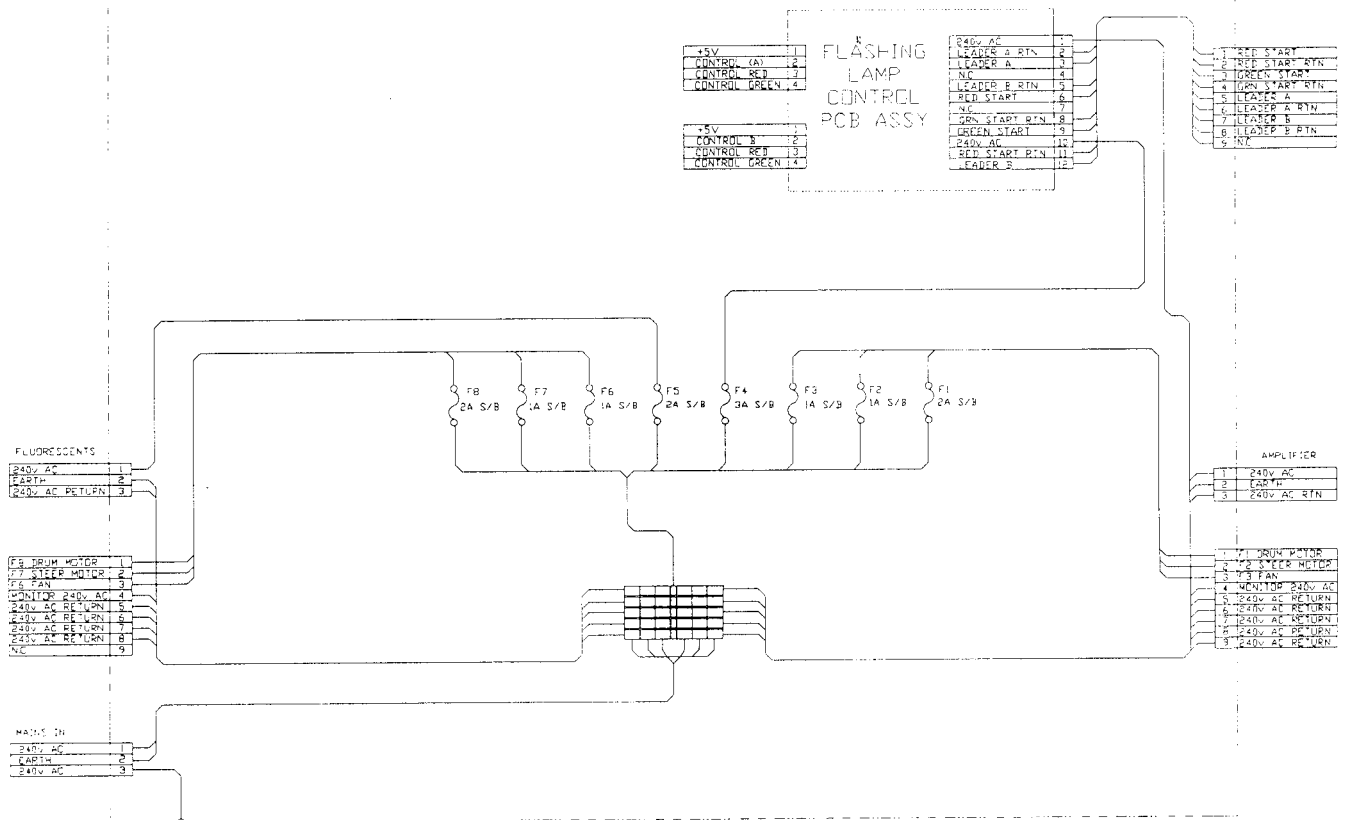 FLASHING
LAMP
CONTROL
PCB ASSY
+5V 1
CONTROL (A) 2
CONTROL RED 3
CONTROL GREEN 4
+5V 1
CONTROL B 2
CONTROL RED 3
CONTROL GREEN 4
240v AC 1
LEADER A RTN 2
LEADER A 3
N.C 4
LEADER B RTN 5
RED START 6
N.C 7
GRN START RTN 8
GREEN START 9
240v AC 10
RED START RTN 11
LEADER B 12
1 RED START
2 RED START RTN
3 GREEN START
4 GRN START RTN
5 LEADER A
6 LEADER A RTN
7 LEADER B
8 LEADER B RTN
9 N.C
F8
2A S/B
F7
1A S/B
F6
1A S/B
F5
2A S/B
F4
3A S/B
F3
1A S/B
F2
1A S/B
F1
2A S/B
FLUORESCENTS
240v AC 1
EARTH 2
240v AC RETURN 3
F8 DRUM MOTOR 1
F7 STEER MOTOR 2
F6 FAN 3
MONITOR 240v AC 4
240v AC RETURN 5
240v AC RETURN 6
240v AC RETURN 7
240v AC RETURN 8
N.C 9
MAINS IN
240v AC 1
EARTH 2
240v AC 3
AMPLIFIER
1 240v AC
2 EARTH
3 240v AC RTN
1 F1 DRUM MOTOR
2 F2 STEER MOTOR
3 F3 FAN
4 MONITOR 240v AC
5 240v AC RETURN
6 240v AC RETURN
7 240v AC RETURN
8 240v AC RETURN
9 240v AC RETURN